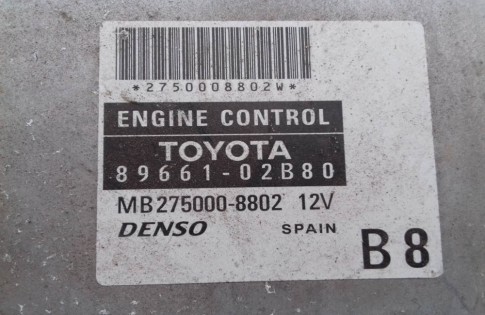 *2750008802W*
ENGINE CONTROL
TOYOTA
89661-02B80
MB275000-8802 12V
DENSO SPAIN
B8